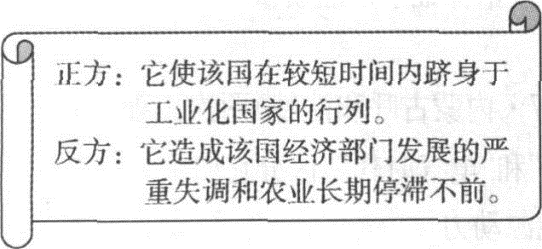 正方：它使该国在较短时间内跻身于
工业化国家的行列。
反方：它造成该国经济部门发展的严
重失调和农业长期停滞不前。